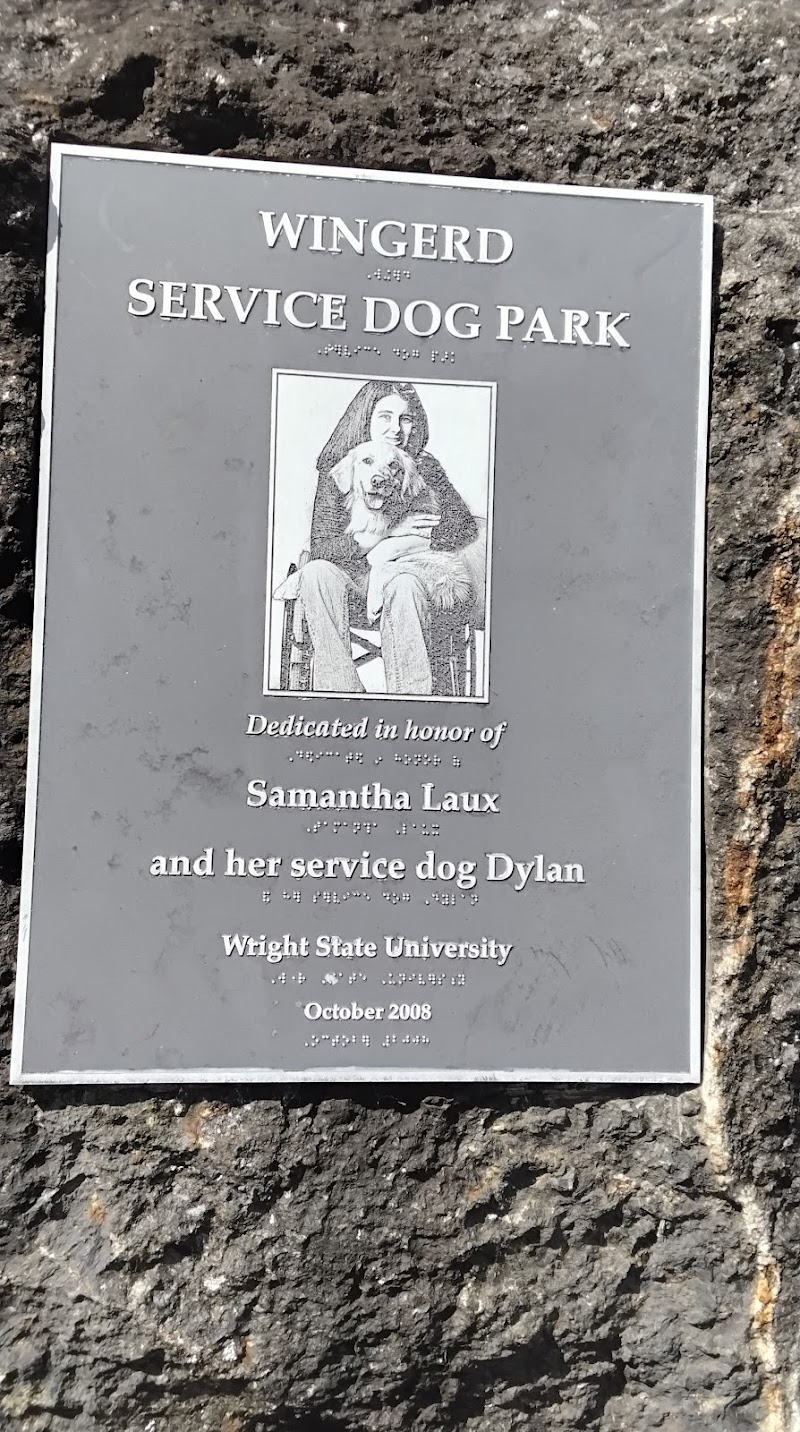 WINGERD
SERVICE DOG PARK
Dedicated in honor of
Samantha Laux
and her service dog Dylan
Wright State University
October 2008